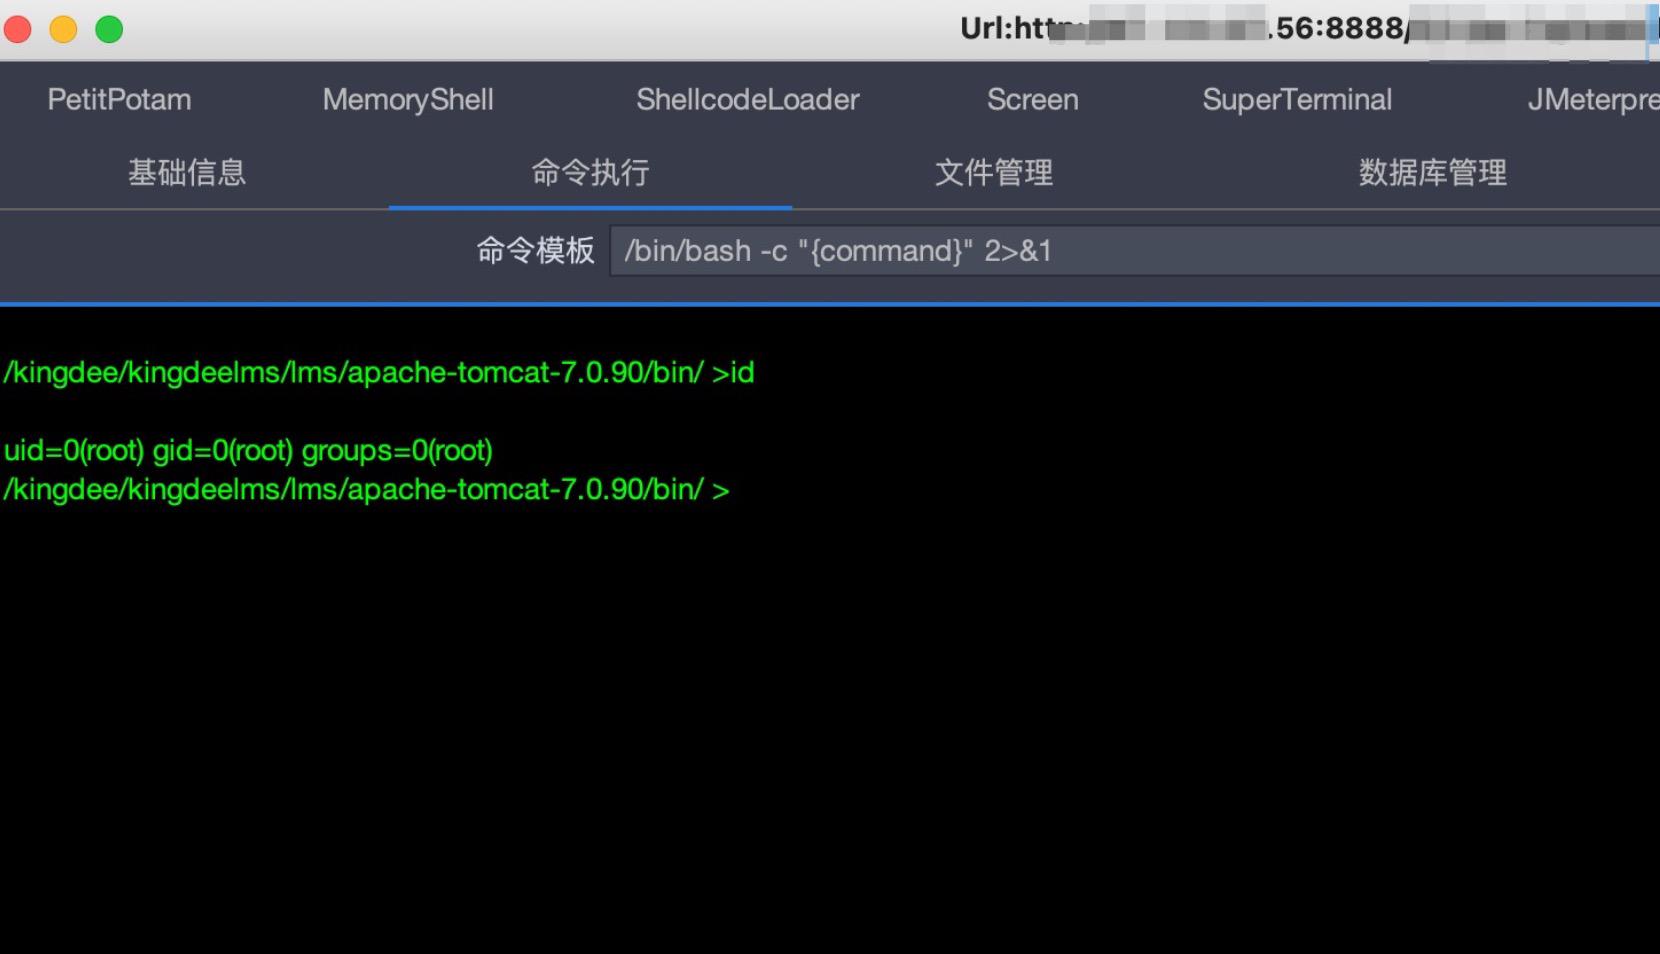 Url:htt .56:8888/
PetitPotam MemoryShell ShellcodeLoader Screen SuperTerminal JMeterpre
基础信息 命令执行 文件管理 数据库管理
命令模板 /bin/bash -c "{command}" 2>&1
/kingdee/kingdeelms/lms/apache-tomcat-7.0.90/bin/ >id
uid=0(root) gid=0(root) groups=0(root)
/kingdee/kingdeelms/lms/apache-tomcat-7.0.90/bin/ >